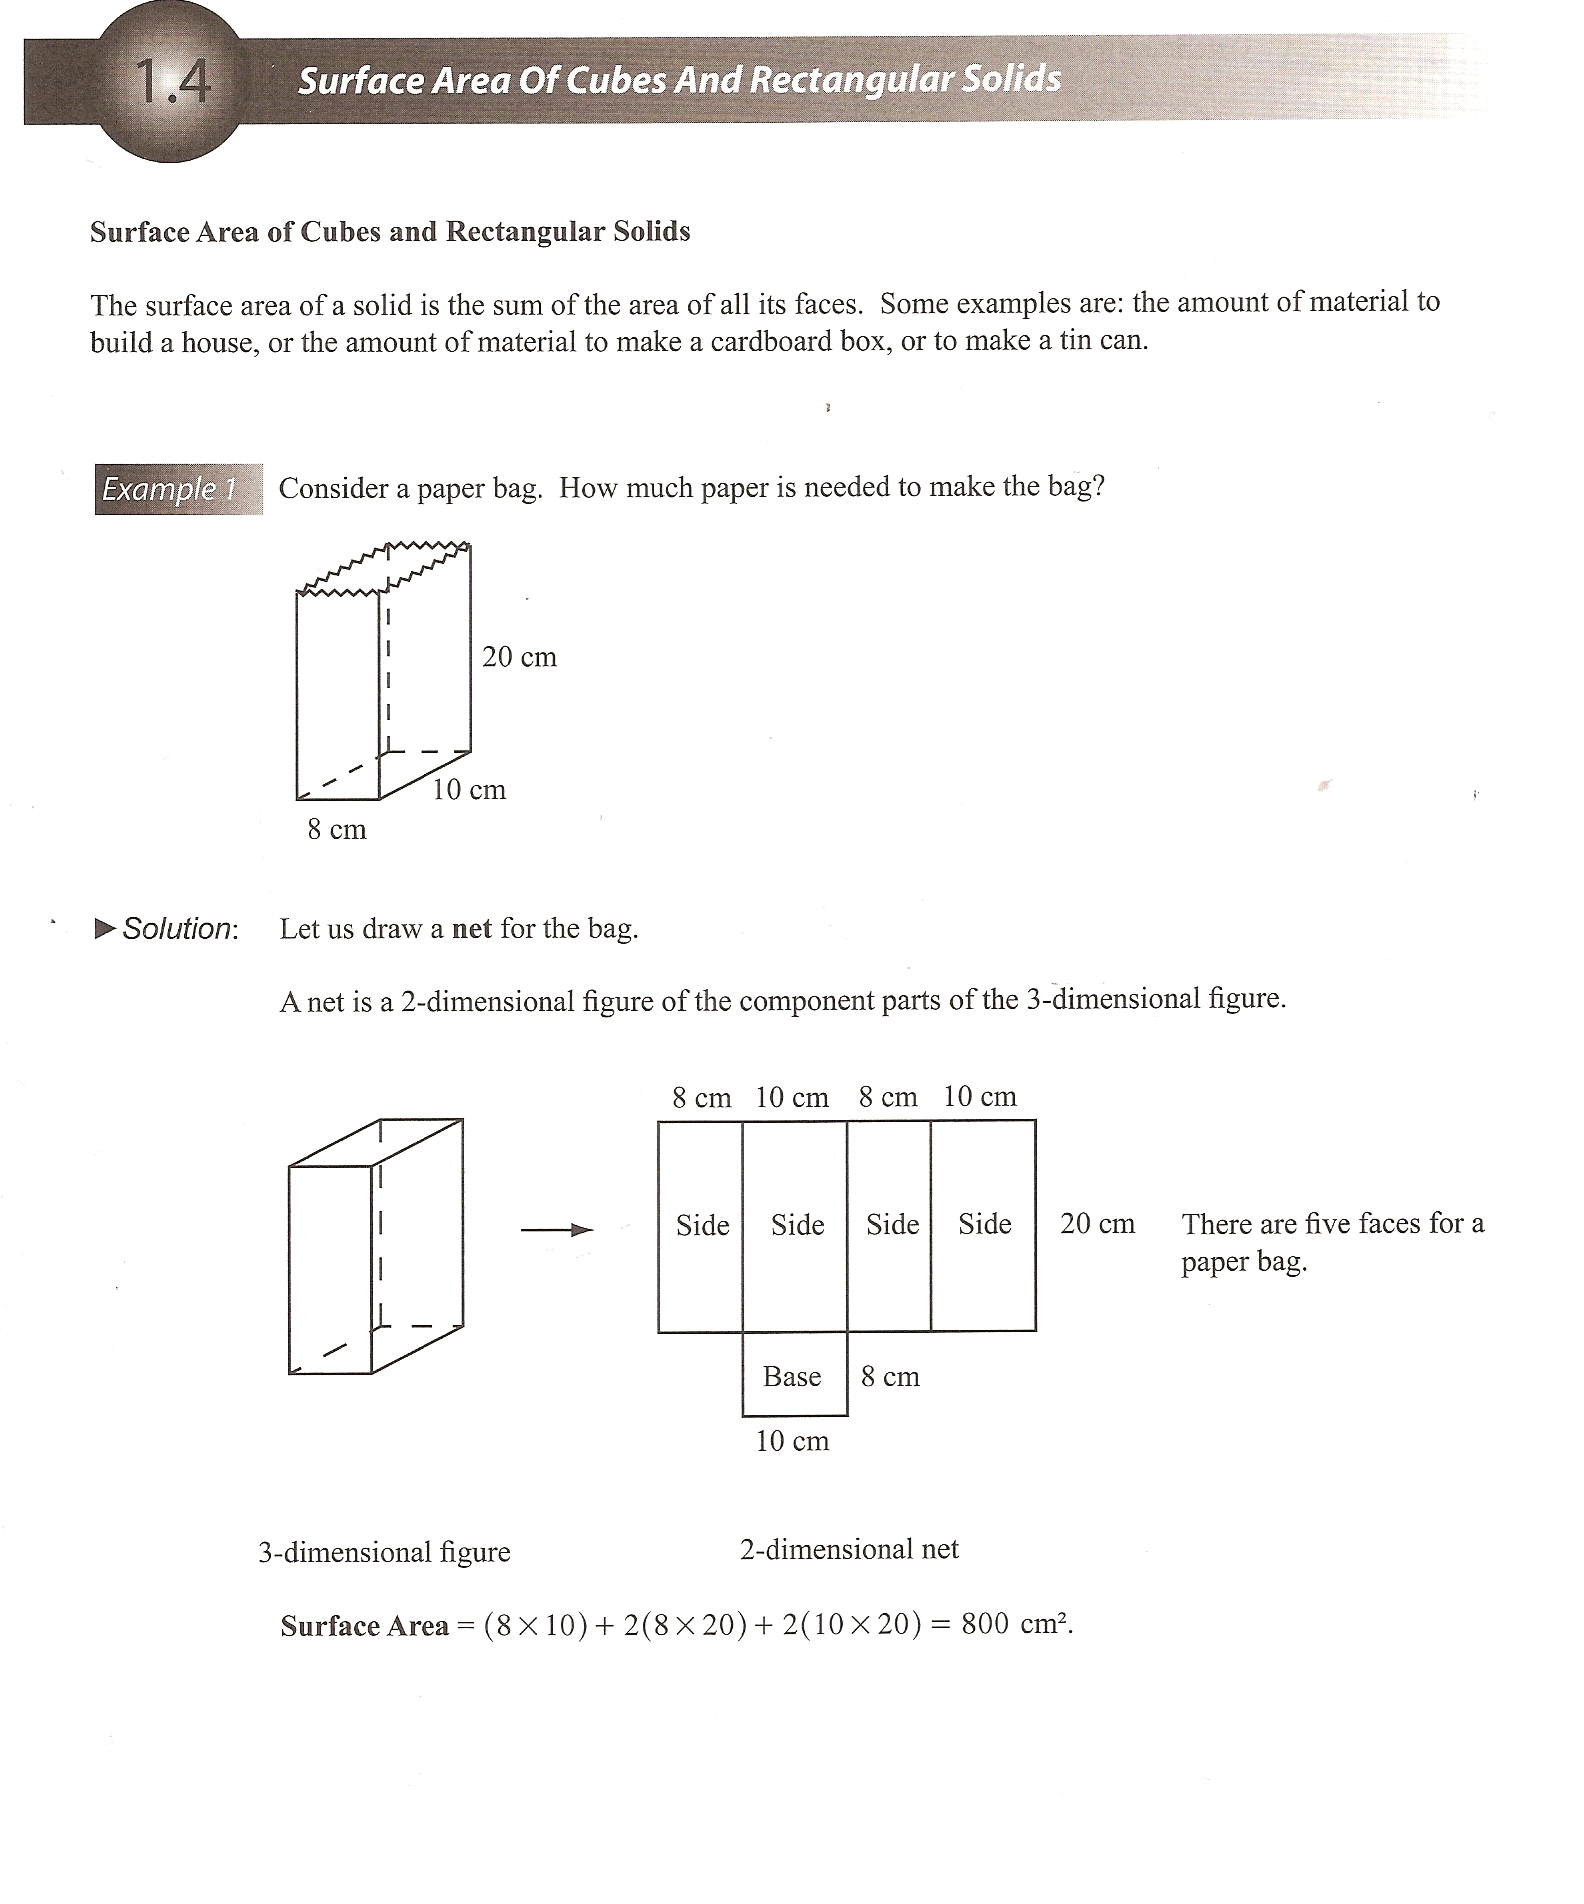 1.4 Surface Area Of Cubes And Rectangular Solids
Surface Area of Cubes and Rectangular Solids
The surface area of a solid is the sum of the area of all its faces. Some examples are: the amount of material to
build a house, or the amount of material to make a cardboard box, or to make a tin can.
Example 1 Consider a paper bag. How much paper is needed to make the bag?
20 cm
10 cm
8 cm
▶ Solution: Let us draw a net for the bag.
A net is a 2-dimensional figure of the component parts of the 3-dimensional figure.
8 cm 10 cm 8 cm 10 cm
Side Side Side Side 20 cm There are five faces for a
paper bag.
Base 8 cm
10 cm
3-dimensional figure 2-dimensional net
Surface Area = (8 × 10) + 2(8 × 20) + 2(10 × 20) = 800 cm².